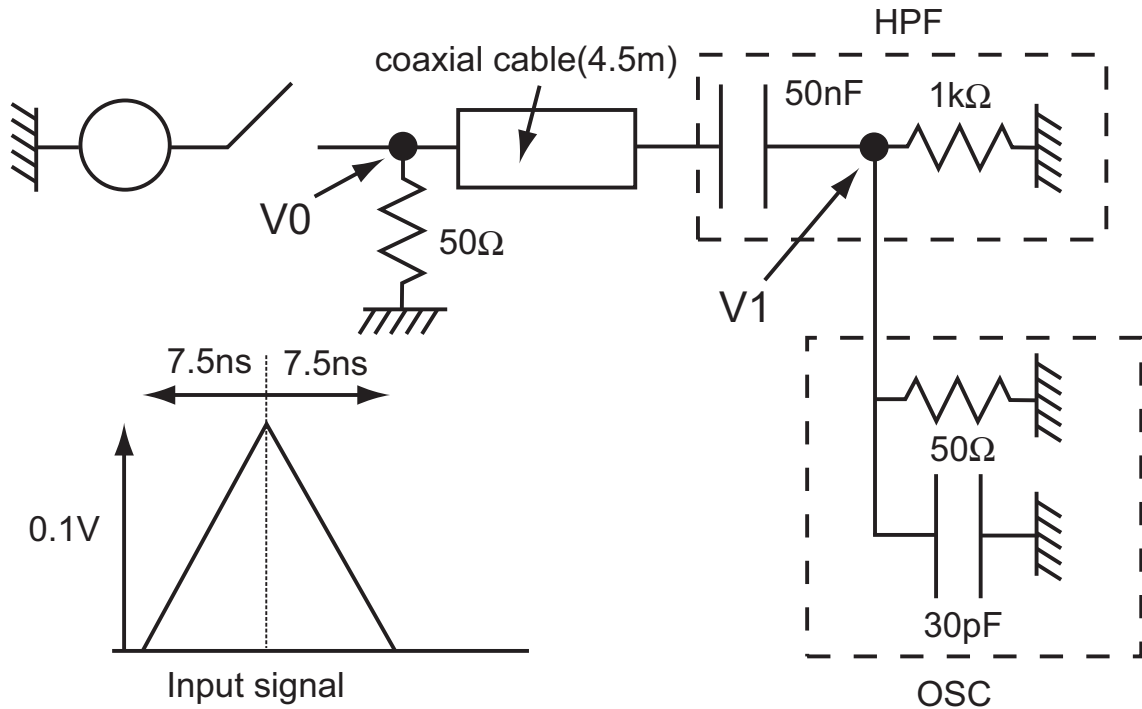 HPF
coaxial cable(4.5m)
50nF
1kΩ
V0
50Ω
V1
7.5ns
7.5ns
50Ω
0.1V
30pF
Input signal
OSC